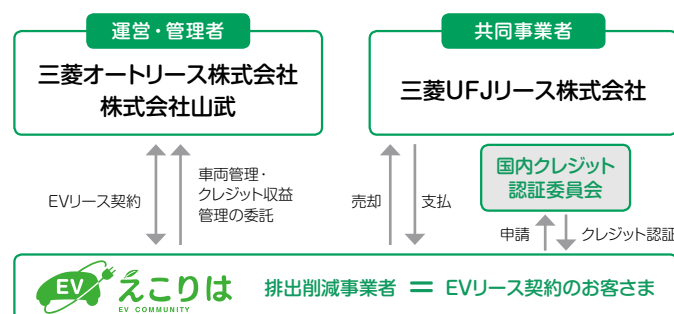 運営・管理者
三菱オートリース株式会社
株式会社山武
共同事業者
三菱UFJリース株式会社
国内クレジット
認証委員会
EVリース契約
車両管理・
クレジット収益
管理の委託
売却
支払
申請
クレジット認証
EV
えこりは
EV COMMUNITY
排出削減事業者 = EVリース契約のお客さま